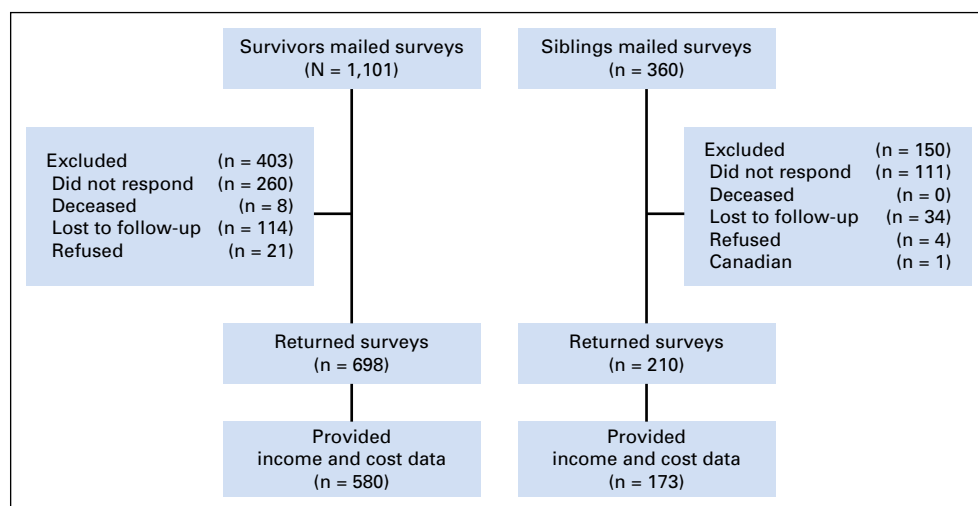 Survivors mailed surveys
(N = 1,101)
Siblings mailed surveys
(n = 360)
Excluded (n = 403)
Did not respond (n = 260)
Deceased (n = 8)
Lost to follow-up (n = 114)
Refused (n = 21)
Excluded (n = 150)
Did not respond (n = 111)
Deceased (n = 0)
Lost to follow-up (n = 34)
Refused (n = 4)
Canadian (n = 1)
Returned surveys
(n = 698)
Returned surveys
(n = 210)
Provided
income and cost data
(n = 580)
Provided
income and cost data
(n = 173)